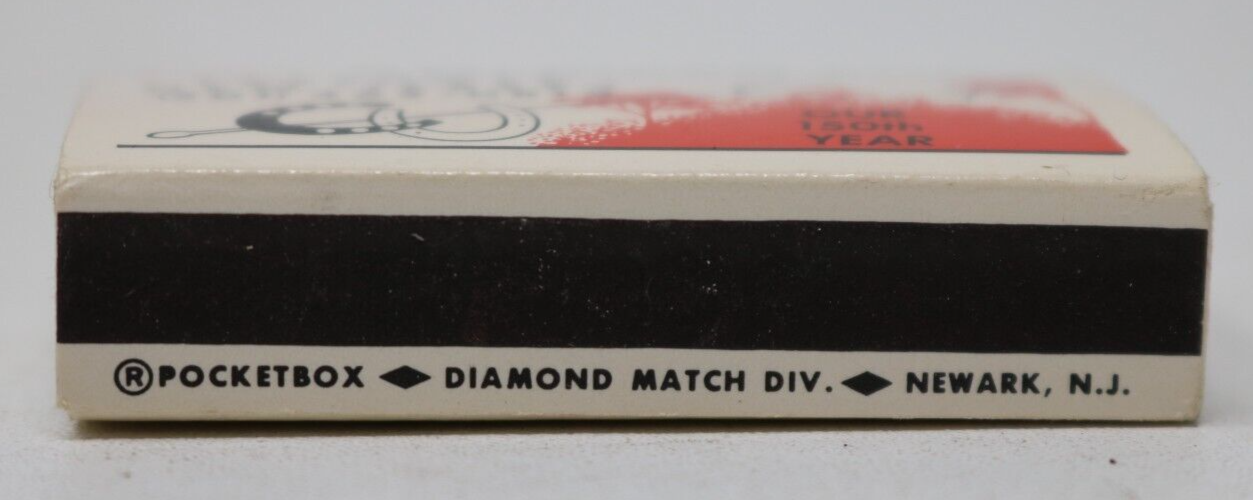 OUR
150th
YEAR
®POCKETBOX ◆ DIAMOND MATCH DIV. ◆ NEWARK, N.J.